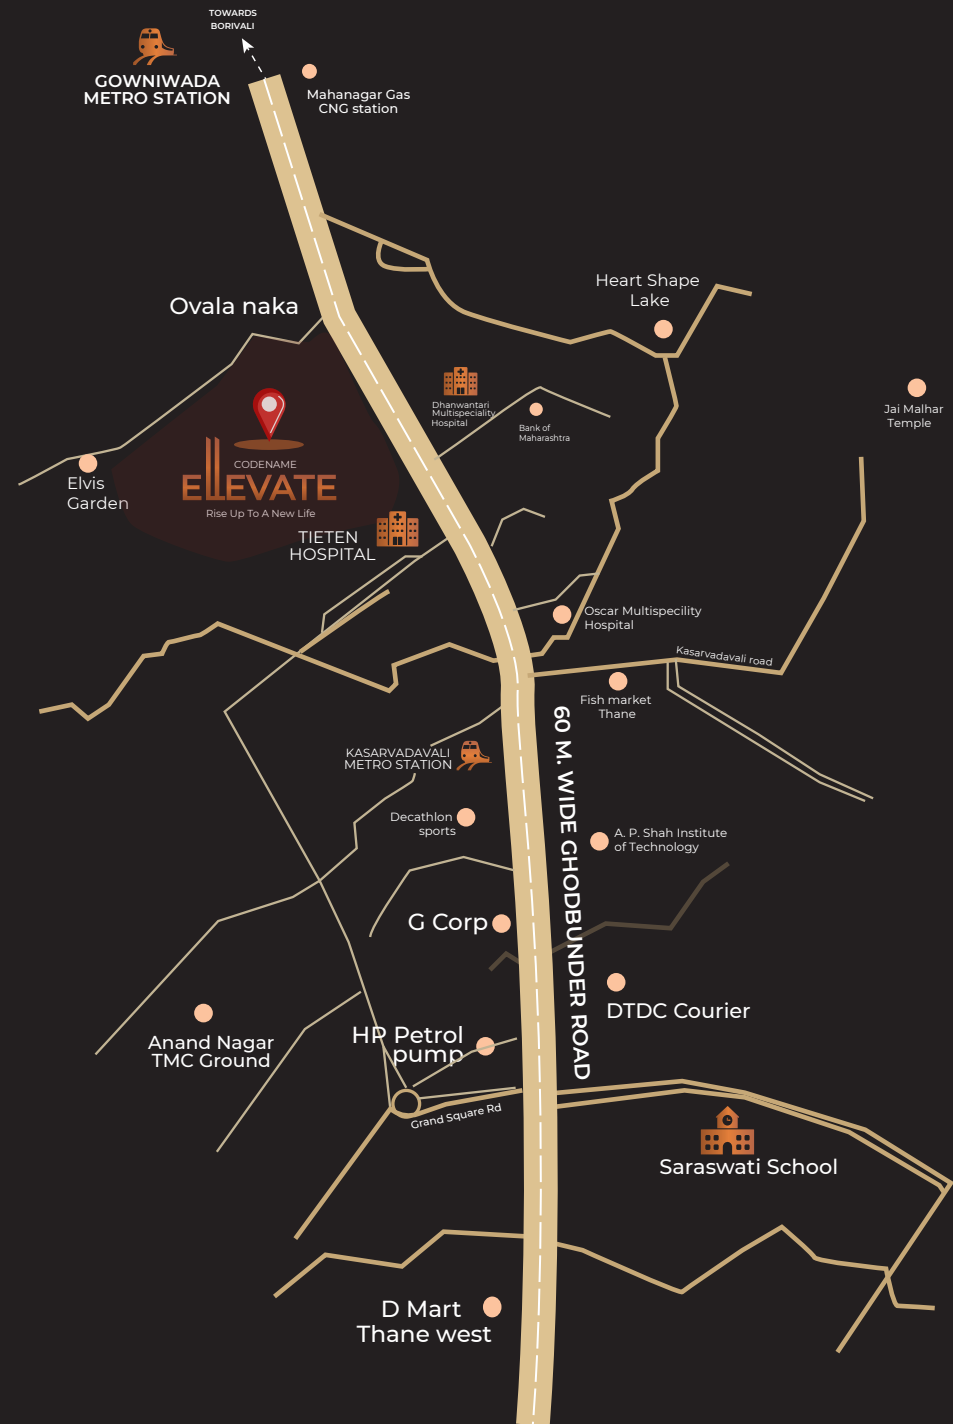 TOWARDS
BORIVALI
GOWNIWADA
METRO STATION
Mahanagar Gas
CNG station
Heart Shape
Lake
Ovala naka
Dhanwantari
Multispeciality
Hospital
Bank of
Maharashtra
Jai Malhar
Temple
Elvis
Garden
CODENAME
ELLEVATE
Rise Up To A New Life
TIETEN
HOSPITAL
Oscar Multispecility
Hospital
Kasarvadavali road
Fish market
Thane
60 M. WIDE GHODBUNDER ROAD
KASARVADAVALI
METRO STATION
Decathlon
sports
A. P. Shah Institute
of Technology
G Corp
DTDC Courier
Anand Nagar
TMC Ground
HP Petrol
pump
Grand Square Rd
Saraswati School
D Mart
Thane west